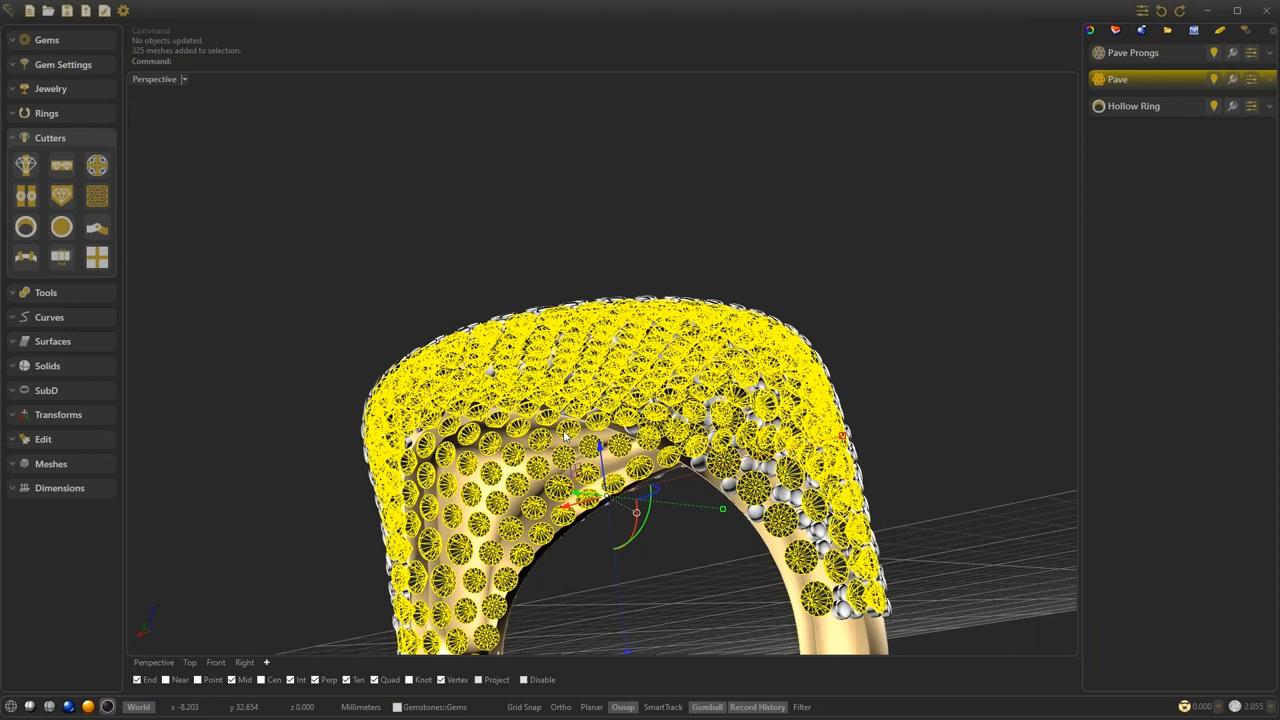 Command
No objects updated.
325 meshes added to selection.
Command:
Perspective
Gems
Gem Settings
Jewelry
Rings
Cutters
Tools
Curves
Surfaces
Solids
SubD
Transforms
Edit
Meshes
Dimensions
Pave Prongs
Pave
Hollow Ring
Perspective Top Front Right
End Near Point Mid Cen Int Perp Tan Quad Knot Vertex Project Disable
World x -8.203 y 32.654 z 0.000 Millimeters Gemstones::Gems Grid Snap Ortho Planar Osnap SmartTrack Gumball Record History Filter 0.000 2.055